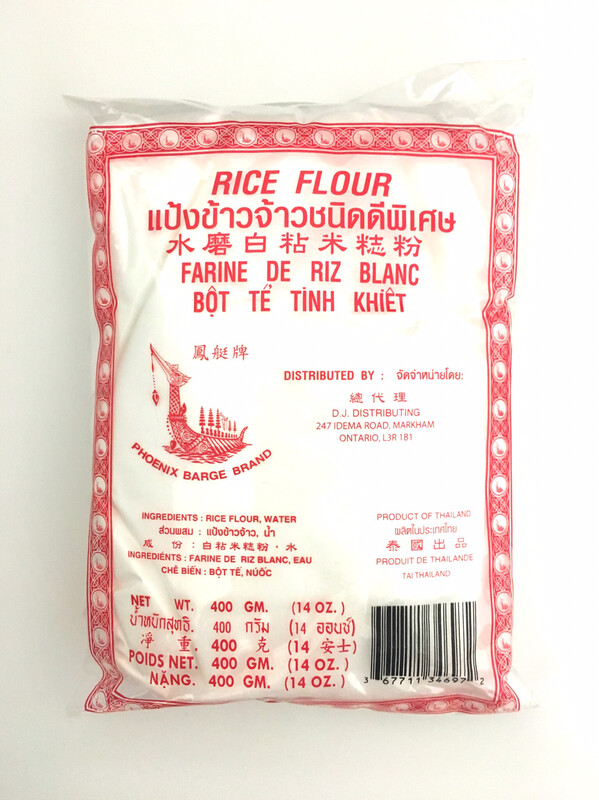 RICE FLOUR
แป้งข้าวจ้าวชนิดดีพิเศษ
水磨白粘米糕粉
FARINE DE RIZ BLANC
BỘT TẺ TINH KHIẾT
鳳艇牌
PHOENIX BARGE BRAND
DISTRIBUTED BY : จัดจำหน่ายโดย:
總代理
D.J. DISTRIBUTING
247 IDEMA ROAD, MARKHAM
ONTARIO, L3R 1B1
INGREDIENTS : RICE FLOUR, WATER
ส่วนผสม : แป้งข้าวจ้าว, น้ำ
成 份 : 白粘米糕粉，水
INGREDIÉNTS : FARINE DE RIZ BLANC, EAU
CHẾ BIẾN : BỘT TẺ, NƯỚC
PRODUCT OF THAILAND
ผลิตในประเทศไทย
泰國出品
PRODUIT DE THAILANDE
TAI THAILAND
NET WT. 400 GM. (14 OZ.)
น้ำหนักสุทธิ. 400 กรัม (14 ออนซ์)
淨 重. 400 克 (14 安士)
POIDS NET. 400 GM. (14 OZ.)
NẶNG. 400 GM. (14 OZ.)
3 67711 34697 2